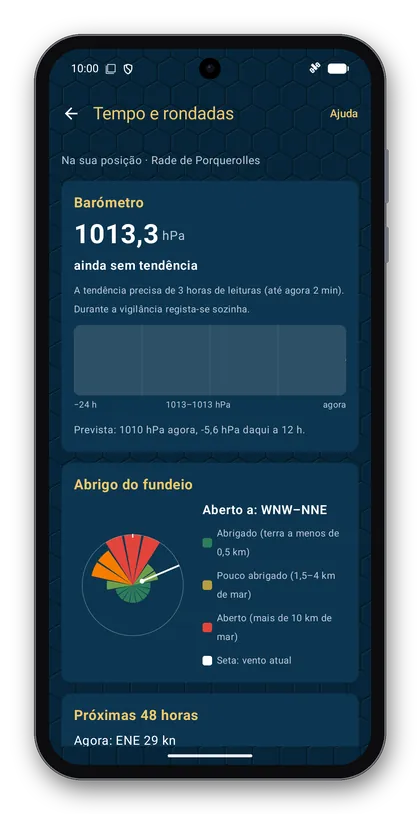 10:00
Tempo e rondadas
Ajuda
Na sua posição · Rade de Porquerolles
Barómetro
1013,3 hPa
ainda sem tendência
A tendência precisa de 3 horas de leituras (até agora 2 min).
Durante a vigilância regista-se sozinha.
−24 h
1013–1013 hPa
agora
Prevista: 1010 hPa agora, -5,6 hPa daqui a 12 h.
Abrigo do fundeio
Aberto a: WNW–NNE
Abrigado (terra a menos de
0,5 km)
Pouco abrigado (1,5–4 km
de mar)
Aberto (mais de 10 km de
mar)
Seta: vento atual
Próximas 48 horas
Agora: ENE 29 kn